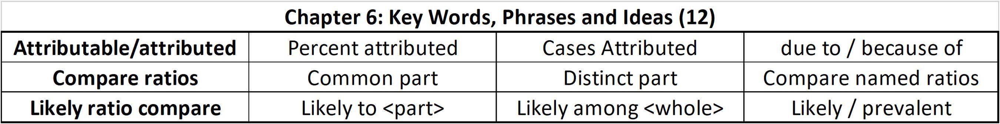 Chapter 6: Key Words, Phrases and Ideas (12)
Attributable/attributed Percent attributed Cases Attributed due to / because of
Compare ratios Common part Distinct part Compare named ratios
Likely ratio compare Likely to <part> Likely among <whole> Likely / prevalent